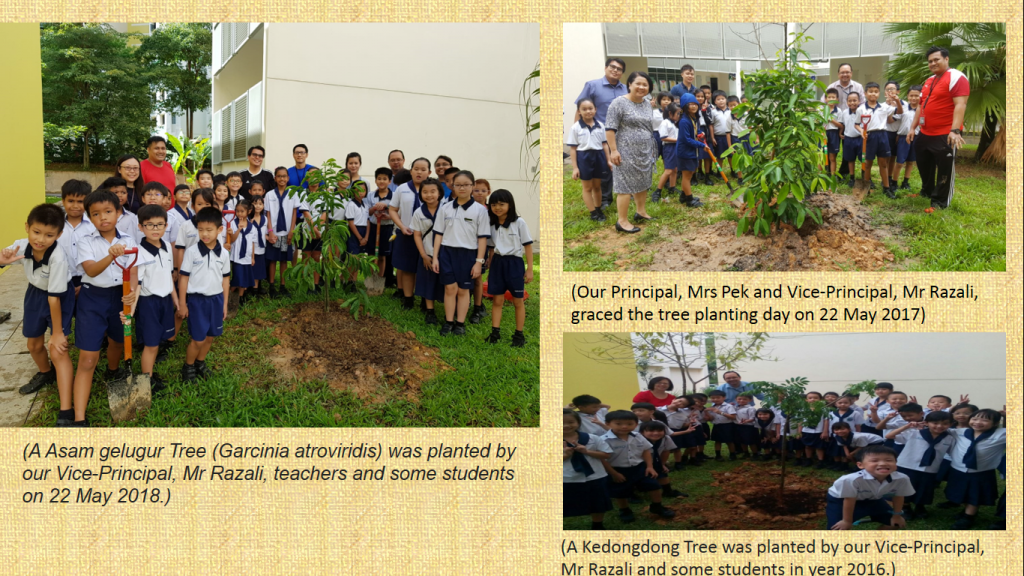 (A Asam gelugur Tree (Garcinia atroviridis) was planted by
our Vice-Principal, Mr Razali, teachers and some students
on 22 May 2018.)
(Our Principal, Mrs Pek and Vice-Principal, Mr Razali,
graced the tree planting day on 22 May 2017)
(A Kedongdong Tree was planted by our Vice-Principal,
Mr Razali and some students in year 2016.)